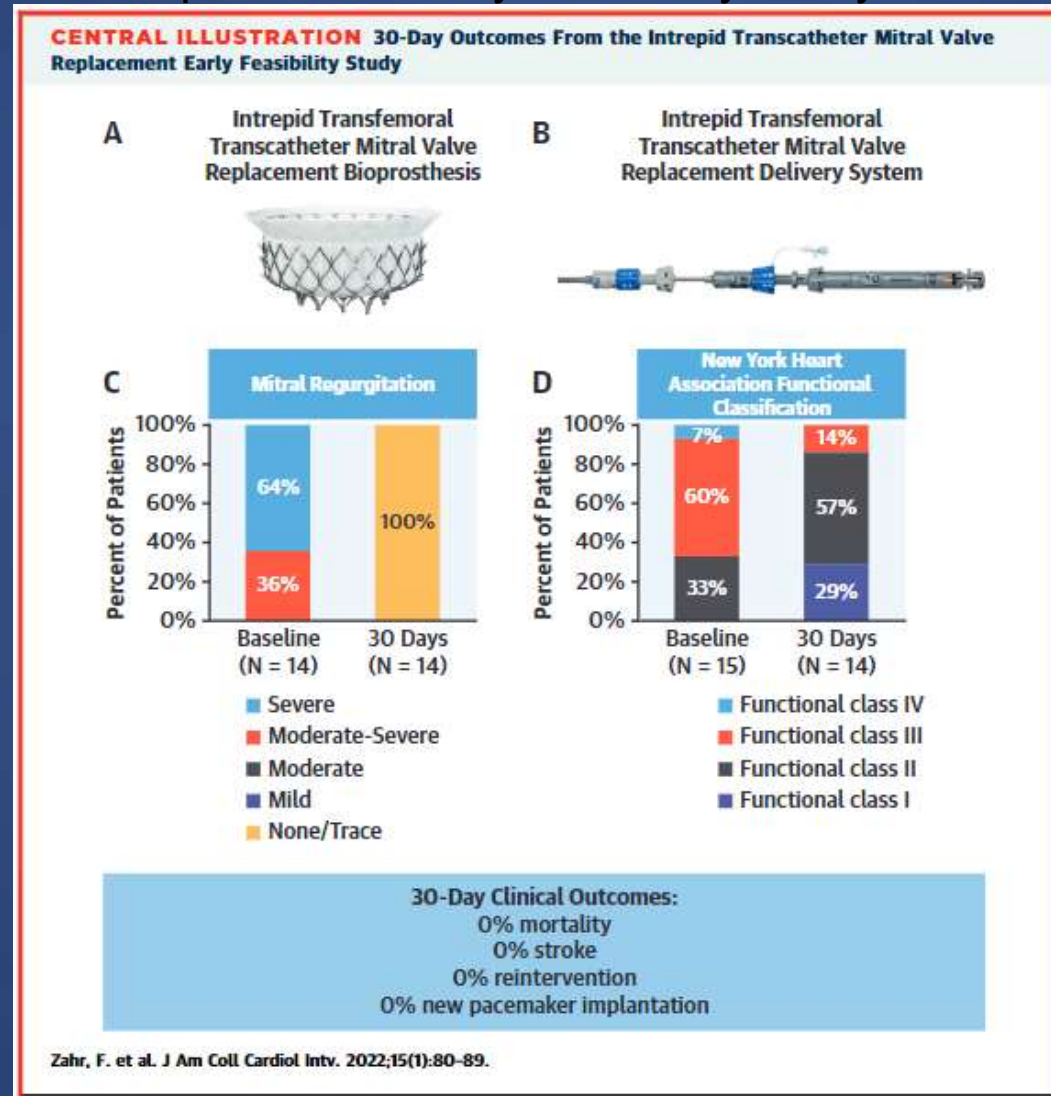 CENTRAL ILLUSTRATION 30-Day Outcomes From the Intrepid Transcatheter Mitral Valve
Replacement Early Feasibility Study
A
Intrepid Transfemoral
Transcatheter Mitral Valve
Replacement Bioprosthesis
B
Intrepid Transfemoral
Transcatheter Mitral Valve
Replacement Delivery System
C
Mitral Regurgitation
Percent of Patients
100%
80%
60%
40%
20%
0%
64%
36%
100%
Baseline
(N = 14)
30 Days
(N = 14)
Severe
Moderate-Severe
Moderate
Mild
None/Trace
D
New York Heart
Association Functional
Classification
Percent of Patients
100%
80%
60%
40%
20%
0%
7%
60%
33%
14%
57%
29%
Baseline
(N = 15)
30 Days
(N = 14)
Functional class IV
Functional class III
Functional class II
Functional class I
30-Day Clinical Outcomes:
0% mortality
0% stroke
0% reintervention
0% new pacemaker implantation
Zahr, F. et al. J Am Coll Cardiol Intv. 2022;15(1):80–89.